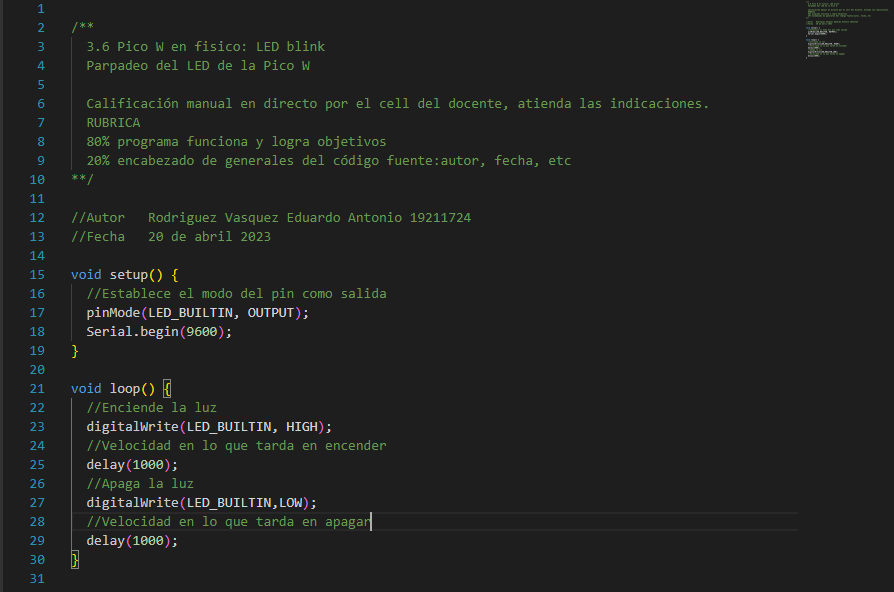 1
2 /**
3 3.6 Pico W en fisico: LED blink
4 Parpadeo del LED de la Pico W
5
6 Calificación manual en directo por el cell del docente, atienda las indicaciones.
7 RUBRICA
8 80% programa funciona y logra objetivos
9 20% encabezado de generales del código fuente:autor, fecha, etc
10 **/
11
12 //Autor   Rodriguez Vasquez Eduardo Antonio 19211724
13 //Fecha   20 de abril 2023
14
15 void setup() {
16 //Establece el modo del pin como salida
17 pinMode(LED_BUILTIN, OUTPUT);
18 Serial.begin(9600);
19 }
20
21 void loop() {
22 //Enciende la luz
23 digitalWrite(LED_BUILTIN, HIGH);
24 //Velocidad en lo que tarda en encender
25 delay(1000);
26 //Apaga la luz
27 digitalWrite(LED_BUILTIN,LOW);
28 //Velocidad en lo que tarda en apagar
29 delay(1000);
30 }
31